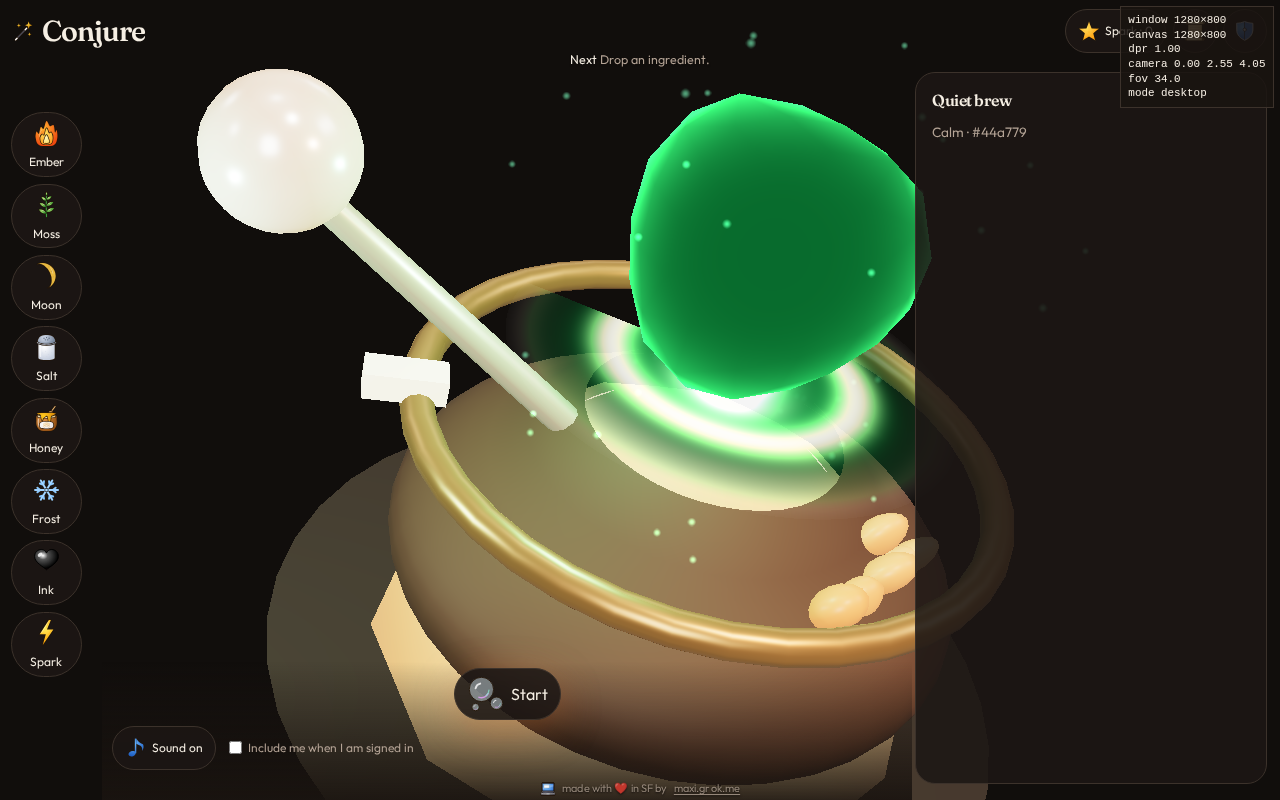 Conjure
Next Drop an ingredient.
Sp
window 1280×800
canvas 1280×800
dpr 1.00
camera 0.00 2.55 4.05
fov 34.0
mode desktop
Quiet brew
Calm · #44a779
Ember
Moss
Moon
Salt
Honey
Frost
Ink
Spark
Start
Sound on
Include me when I am signed in
made with ❤️ in SF by maxi.grok.me